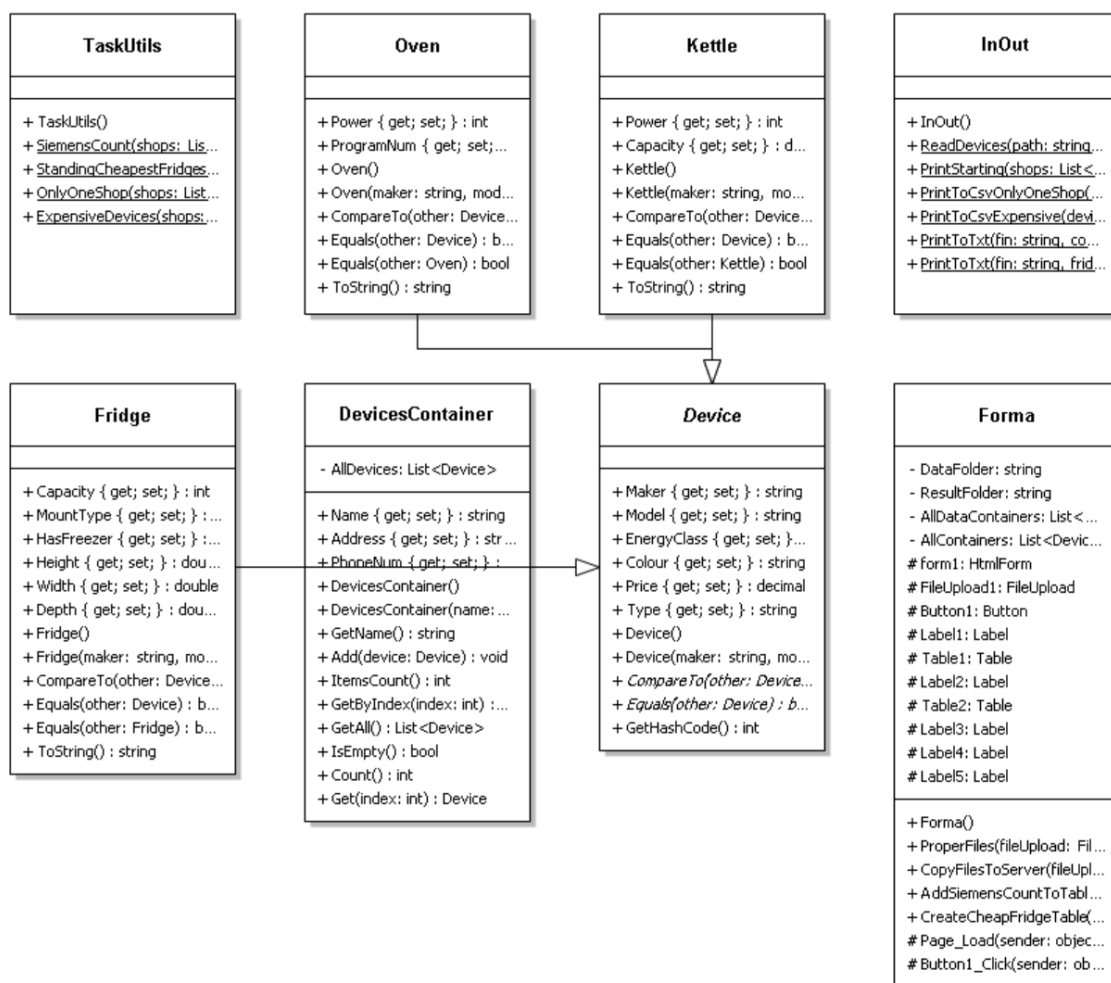 TaskUtils
+ TaskUtils()
+ SiemensCount(shops: Lis...
+ StandingCheapestFridges...
+ OnlyOneShop(shops: List...
+ ExpensiveDevices(shops:...
Oven
+ Power { get; set; } : int
+ ProgramNum { get; set;...
+ Oven()
+ Oven(maker: string, mod...
+ CompareTo(other: Device...
+ Equals(other: Device) : b...
+ Equals(other: Oven) : bool
+ ToString() : string
Kettle
+ Power { get; set; } : int
+ Capacity { get; set; } : d...
+ Kettle()
+ Kettle(maker: string, mo...
+ CompareTo(other: Device...
+ Equals(other: Device) : b...
+ Equals(other: Kettle) : bool
+ ToString() : string
InOut
+ InOut()
+ ReadDevices(path: string...
+ PrintStarting(shops: List<...
+ PrintToCsvOnlyOneShop(...
+ PrintToCsvExpensive(devi...
+ PrintToTxt(fin: string, co...
+ PrintToTxt(fin: string, frid...
Fridge
+ Capacity { get; set; } : int
+ MountType { get; set; } :...
+ HasFreezer { get; set; } :...
+ Height { get; set; } : dou...
+ Width { get; set; } : double
+ Depth { get; set; } : dou...
+ Fridge()
+ Fridge(maker: string, mo...
+ CompareTo(other: Device...
+ Equals(other: Device) : b...
+ Equals(other: Fridge) : b...
+ ToString() : string
DevicesContainer
- AllDevices: List<Device>
+ Name { get; set; } : string
+ Address { get; set; } : str...
+ PhoneNum { get; set; } :
+ DevicesContainer()
+ DevicesContainer(name: ...
+ GetName() : string
+ Add(device: Device) : void
+ ItemsCount() : int
+ GetByIndex(index: int) : ...
+ GetAll() : List<Device>
+ IsEmpty() : bool
+ Count() : int
+ Get(index: int) : Device
Device
+ Maker { get; set; } : string
+ Model { get; set; } : string
+ EnergyClass { get; set; }...
+ Colour { get; set; } : string
+ Price { get; set; } : decimal
+ Type { get; set; } : string
+ Device()
+ Device(maker: string, mo...
+ CompareTo(other: Device...
+ Equals(other: Device) : b...
+ GetHashCode() : int
Forma
- DataFolder: string
- ResultFolder: string
- AllDataContainers: List<...
- AllContainers: List<Devic...
# form1: HtmlForm
# FileUpload1: FileUpload
# Button1: Button
# Label1: Label
# Table1: Table
# Label2: Label
# Table2: Table
# Label3: Label
# Label4: Label
# Label5: Label
+ Forma()
+ ProperFiles(fileUpload: Fil...
+ CopyFilesToServer(fileUpl...
+ AddSiemensCountToTabl...
+ CreateCheapFridgeTable(...
# Page_Load(sender: objec...
# Button1_Click(sender: ob...